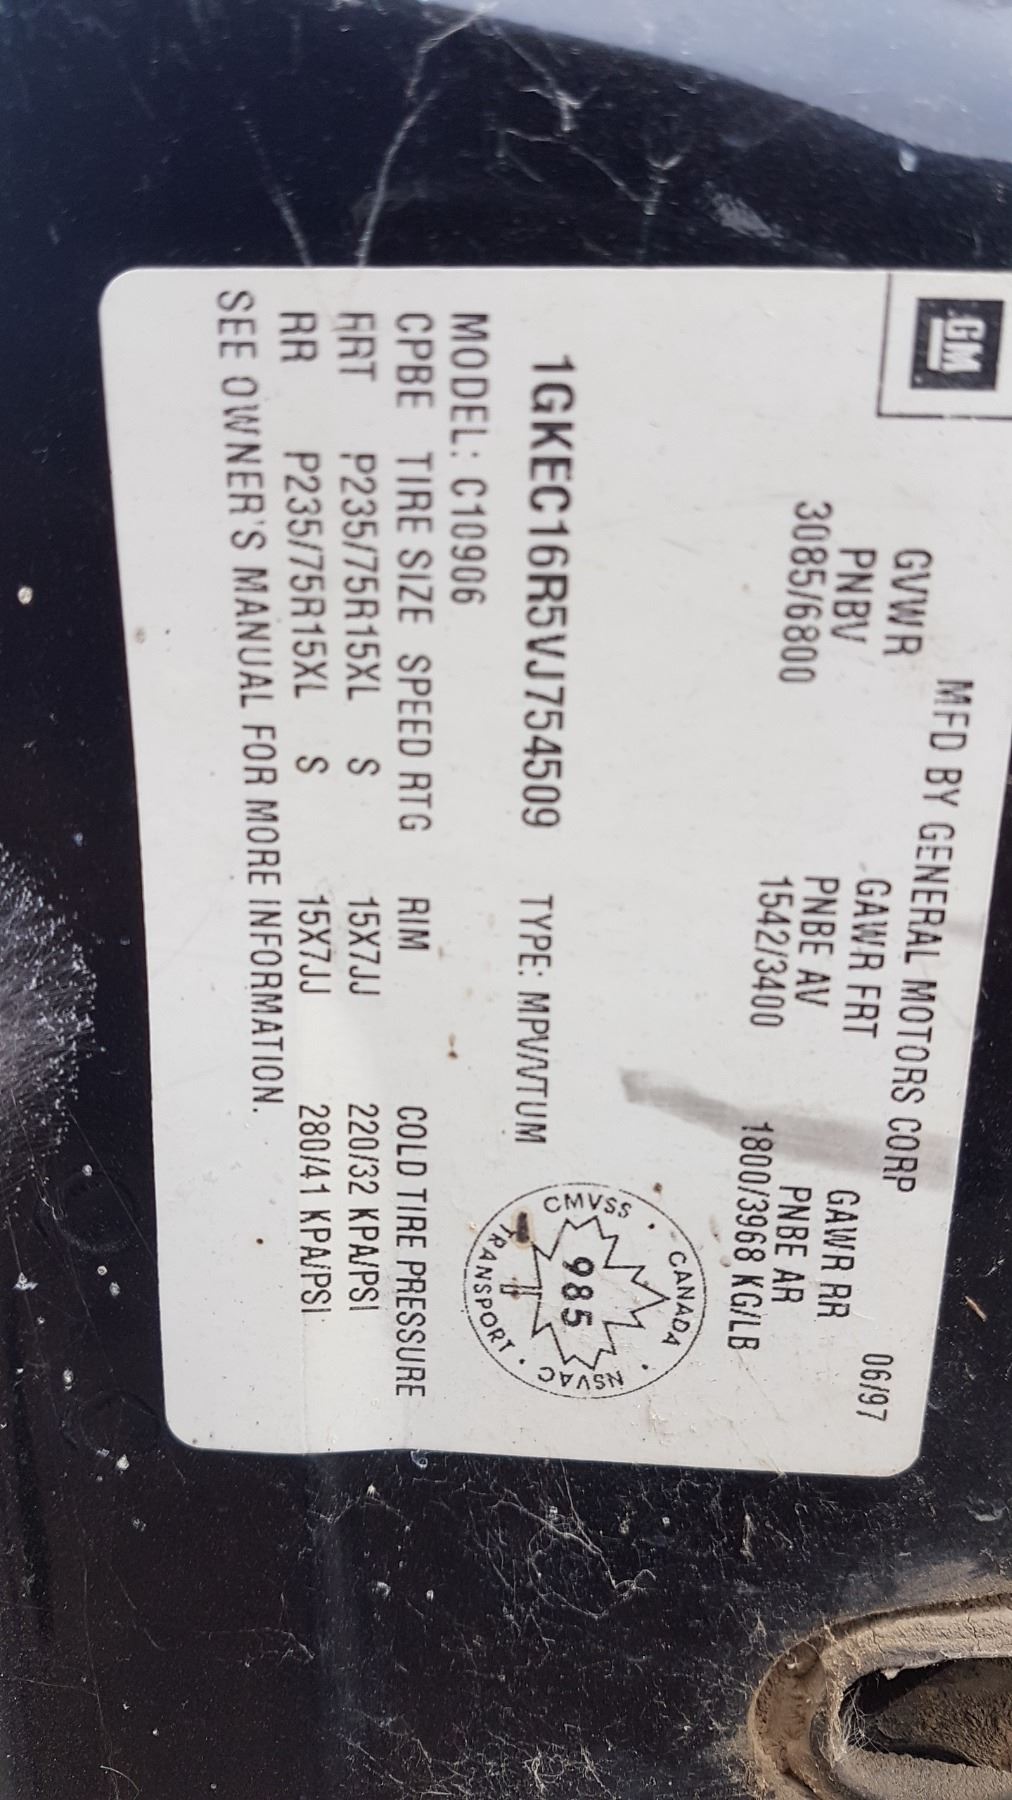 GM
MFD BY GENERAL MOTORS CORP 06/97
GVWR GAWR FRT GAWR RR
PNBV PNBE AV PNBE AR
3085/6800 1542/3400 1800/3968 KG/LB
CANADA
CMVSS
985
NSVAC
TRANSPORT
1GKEC16R5VJ754509 TYPE: MPV/VTUM
MODEL: C10906
CPBE TIRE SIZE SPEED RTG RIM COLD TIRE PRESSURE
FRT P235/75R15XL S 15X7JJ 220/32 KPA/PSI
RR P235/75R15XL S 15X7JJ 280/41 KPA/PSI
SEE OWNER'S MANUAL FOR MORE INFORMATION.